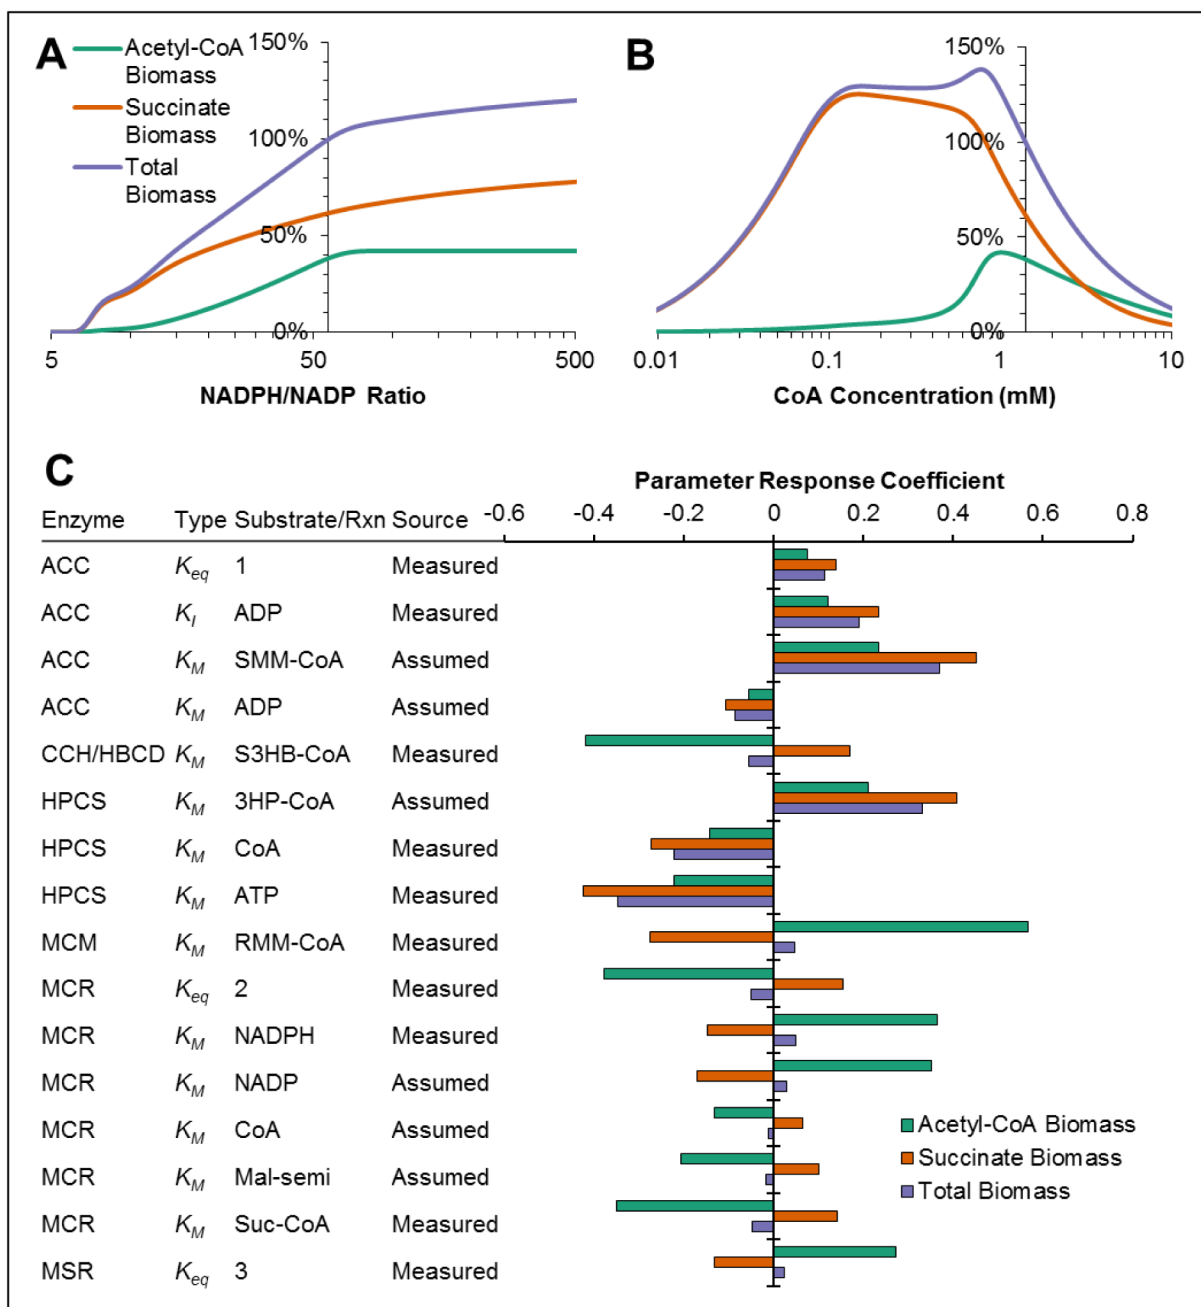 A
Acetyl-CoA
Biomass
Succinate
Biomass
Total
Biomass
150%
100%
50%
0%
5 50 500
NADPH/NADP Ratio
B
150%
100%
50%
0%
0.01 0.1 1 10
CoA Concentration (mM)
C
Parameter Response Coefficient
Enzyme Type Substrate/Rxn Source -0.6 -0.4 -0.2 0 0.2 0.4 0.6 0.8
ACC Keq 1 Measured
ACC KI ADP Measured
ACC KM SMM-CoA Assumed
ACC KM ADP Assumed
CCH/HBCD KM S3HB-CoA Measured
HPCS KM 3HP-CoA Assumed
HPCS KM CoA Measured
HPCS KM ATP Measured
MCM KM RMM-CoA Measured
MCR Keq 2 Measured
MCR KM NADPH Measured
MCR KM NADP Assumed
MCR KM CoA Assumed
MCR KM Mal-semi Assumed
MCR KM Suc-CoA Measured
MSR Keq 3 Measured
Acetyl-CoA Biomass
Succinate Biomass
Total Biomass